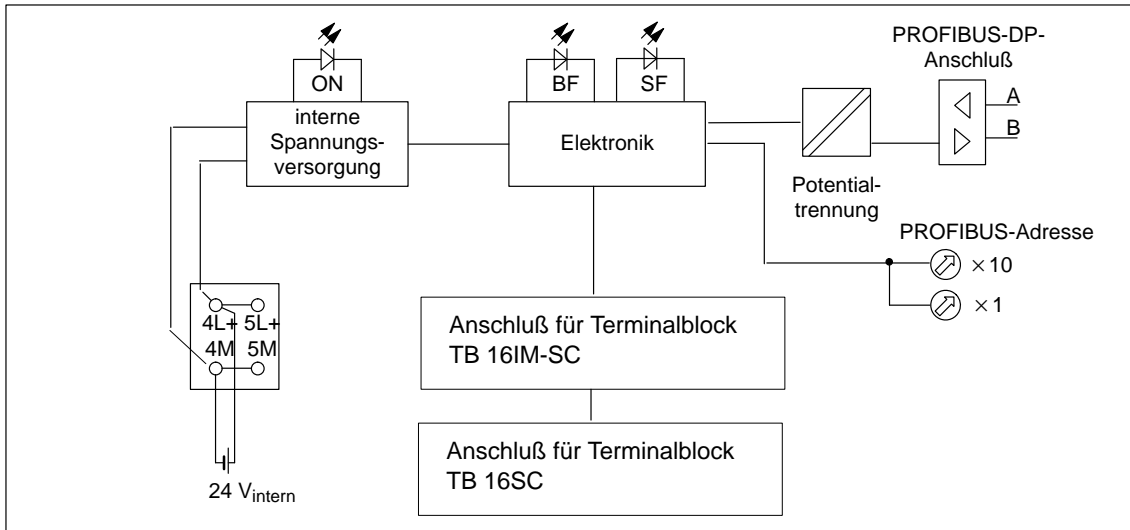 ON
BF
SF
PROFIBUS-DP-
Anschluß
A
B
interne
Spannungs-
versorgung
Elektronik
Potential-
trennung
PROFIBUS-Adresse
×10
×1
4L+ 5L+
4M 5M
Anschluß für Terminalblock
TB 16IM-SC
Anschluß für Terminalblock
TB 16SC
24 Vintern